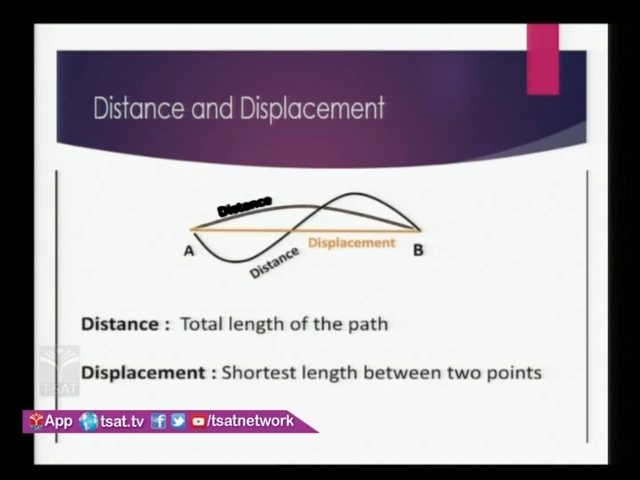 Distance and Displacement
Distance
A
Displacement
B
Distance
Distance : Total length of the path
Displacement : Shortest length between two points
TSAT
App tsat.tv /tsatnetwork